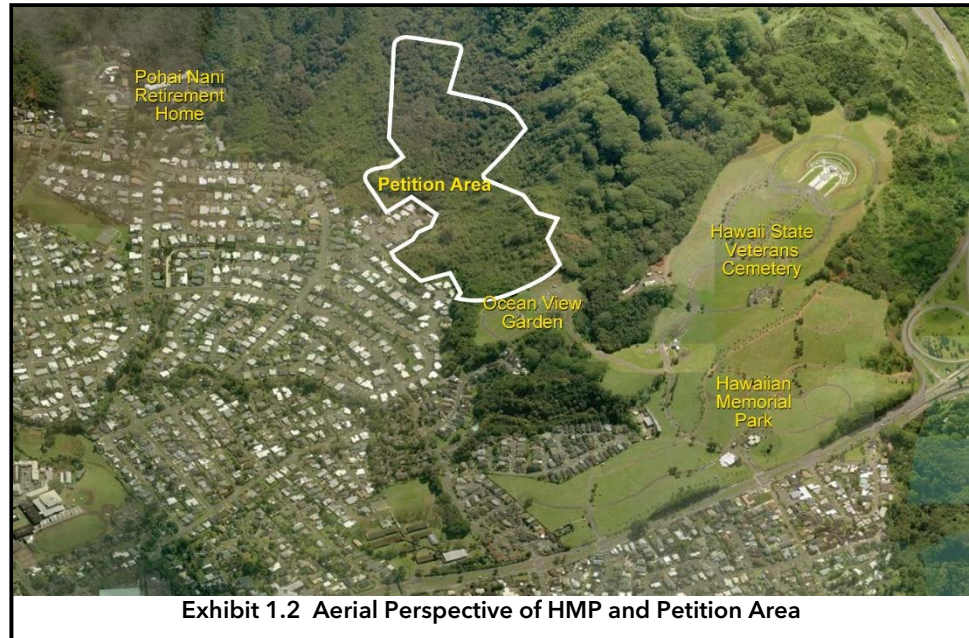 Pohai Nani
Retirement
Home
Petition Area
Hawaii State
Veterans
Cemetery
Ocean View
Garden
Hawaiian
Memorial
Park
Exhibit 1.2 Aerial Perspective of HMP and Petition Area